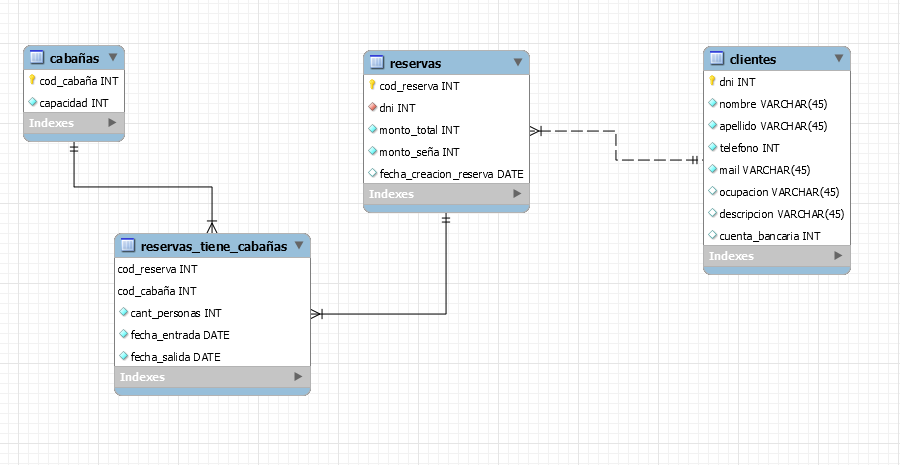 cabañas
cod_cabaña INT
capacidad INT
Indexes
reservas
cod_reserva INT
dni INT
monto_total INT
monto_seña INT
fecha_creacion_reserva DATE
Indexes
clientes
dni INT
nombre VARCHAR(45)
apellido VARCHAR(45)
telefono INT
mail VARCHAR(45)
ocupacion VARCHAR(45)
descripcion VARCHAR(45)
cuenta_bancaria INT
Indexes
reservas_tiene_cabañas
cod_reserva INT
cod_cabaña INT
cant_personas INT
fecha_entrada DATE
fecha_salida DATE
Indexes